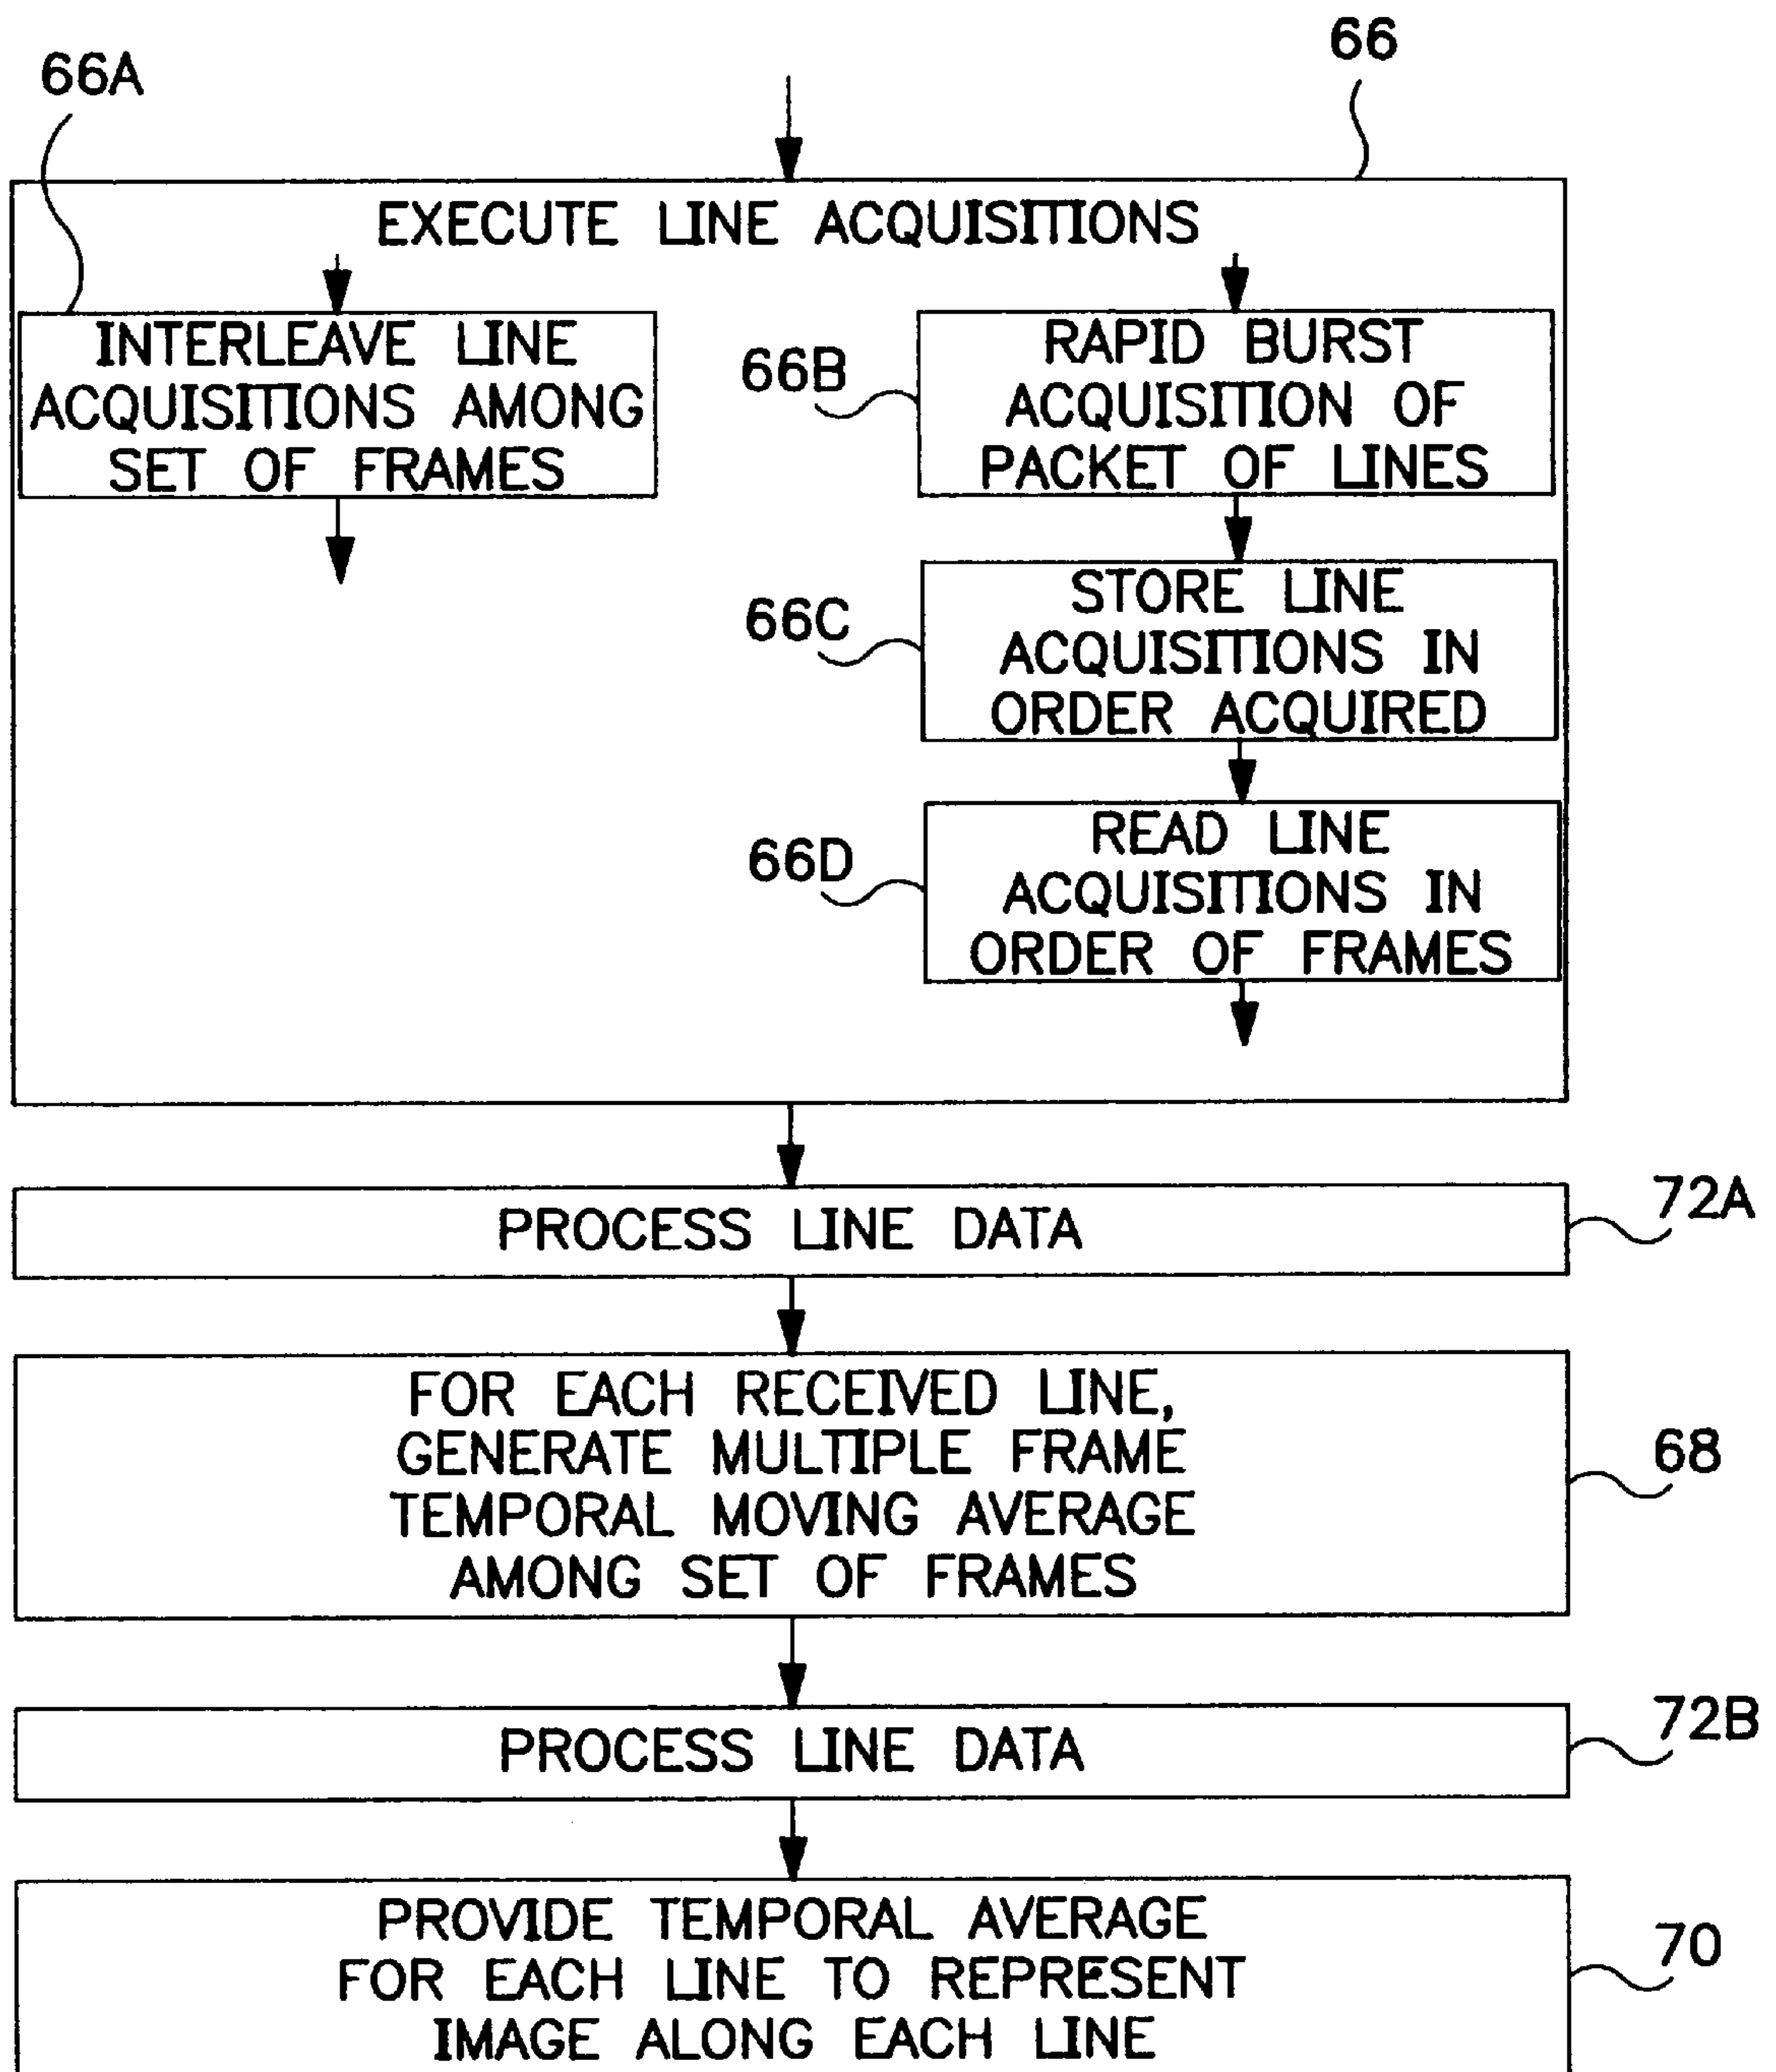 66
66A
EXECUTE LINE ACQUISITIONS
INTERLEAVE LINE
ACQUISITIONS AMONG
SET OF FRAMES
66B
RAPID BURST
ACQUISITION OF
PACKET OF LINES
66C
STORE LINE
ACQUISITIONS IN
ORDER ACQUIRED
66D
READ LINE
ACQUISITIONS IN
ORDER OF FRAMES
PROCESS LINE DATA
72A
FOR EACH RECEIVED LINE,
GENERATE MULTIPLE FRAME
TEMPORAL MOVING AVERAGE
AMONG SET OF FRAMES
68
PROCESS LINE DATA
72B
PROVIDE TEMPORAL AVERAGE
FOR EACH LINE TO REPRESENT
IMAGE ALONG EACH LINE
70